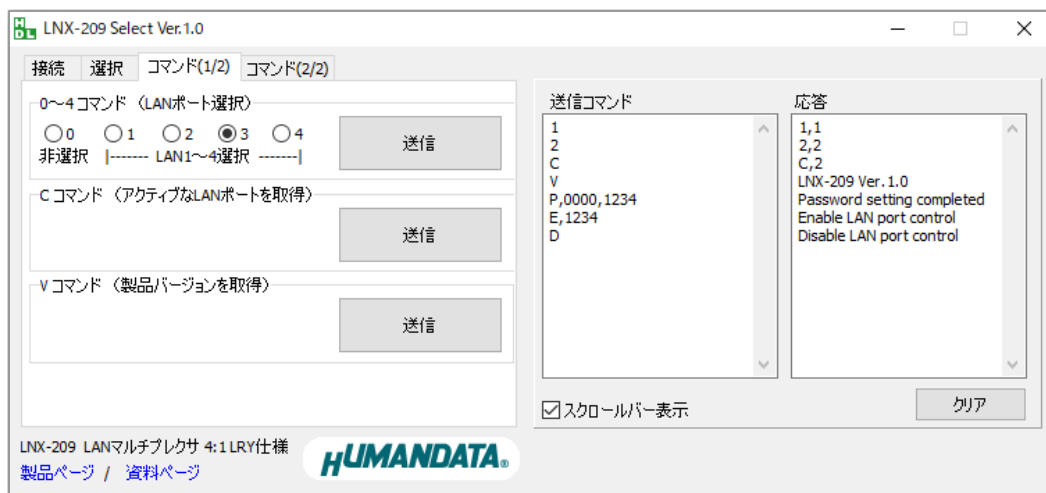 LNX-209 Select Ver.1.0
接続 選択 コマンド(1/2) コマンド(2/2)
0～4コマンド (LANポート選択)
0 1 2 3 4
非選択 |------- LAN1～4選択 -------|
送信
C コマンド (アクティブなLANポートを取得)
送信
V コマンド (製品バージョンを取得)
送信
送信コマンド
1
2
C
V
P,0000,1234
E,1234
D
応答
1,1
2,2
C,2
LNX-209 Ver.1.0
Password setting completed
Enable LAN port control
Disable LAN port control
スクロールバー表示
クリア
LNX-209 LANマルチプレクサ 4:1 LRY仕様
製品ページ / 資料ページ
HUMANDATA®